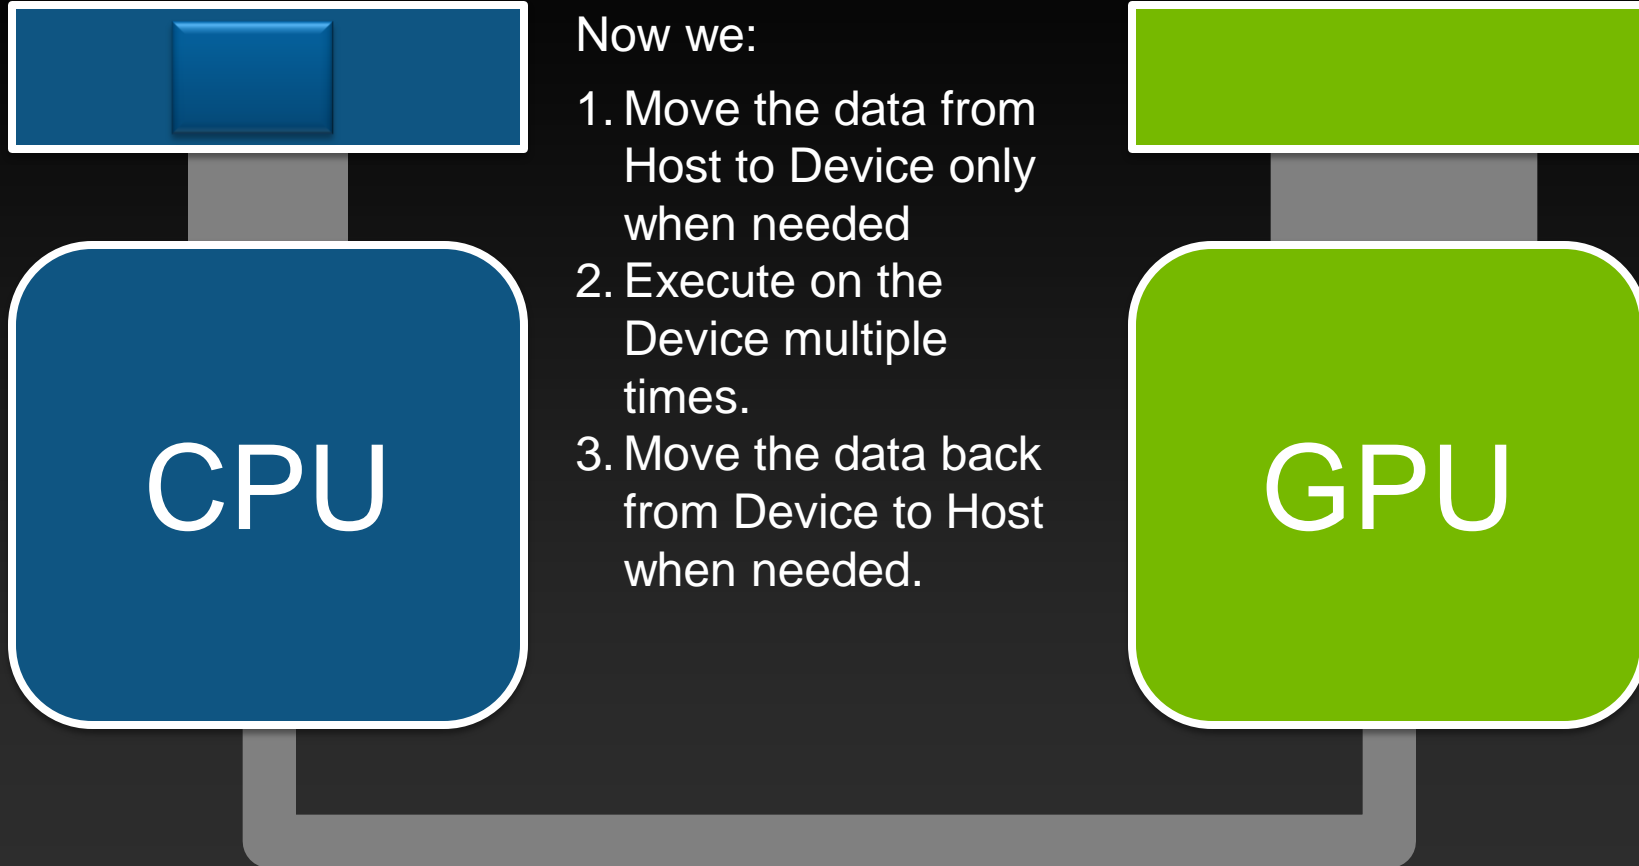 Now we:
1. Move the data from
Host to Device only
when needed
2. Execute on the
Device multiple
times.
3. Move the data back
from Device to Host
when needed.
CPU
GPU